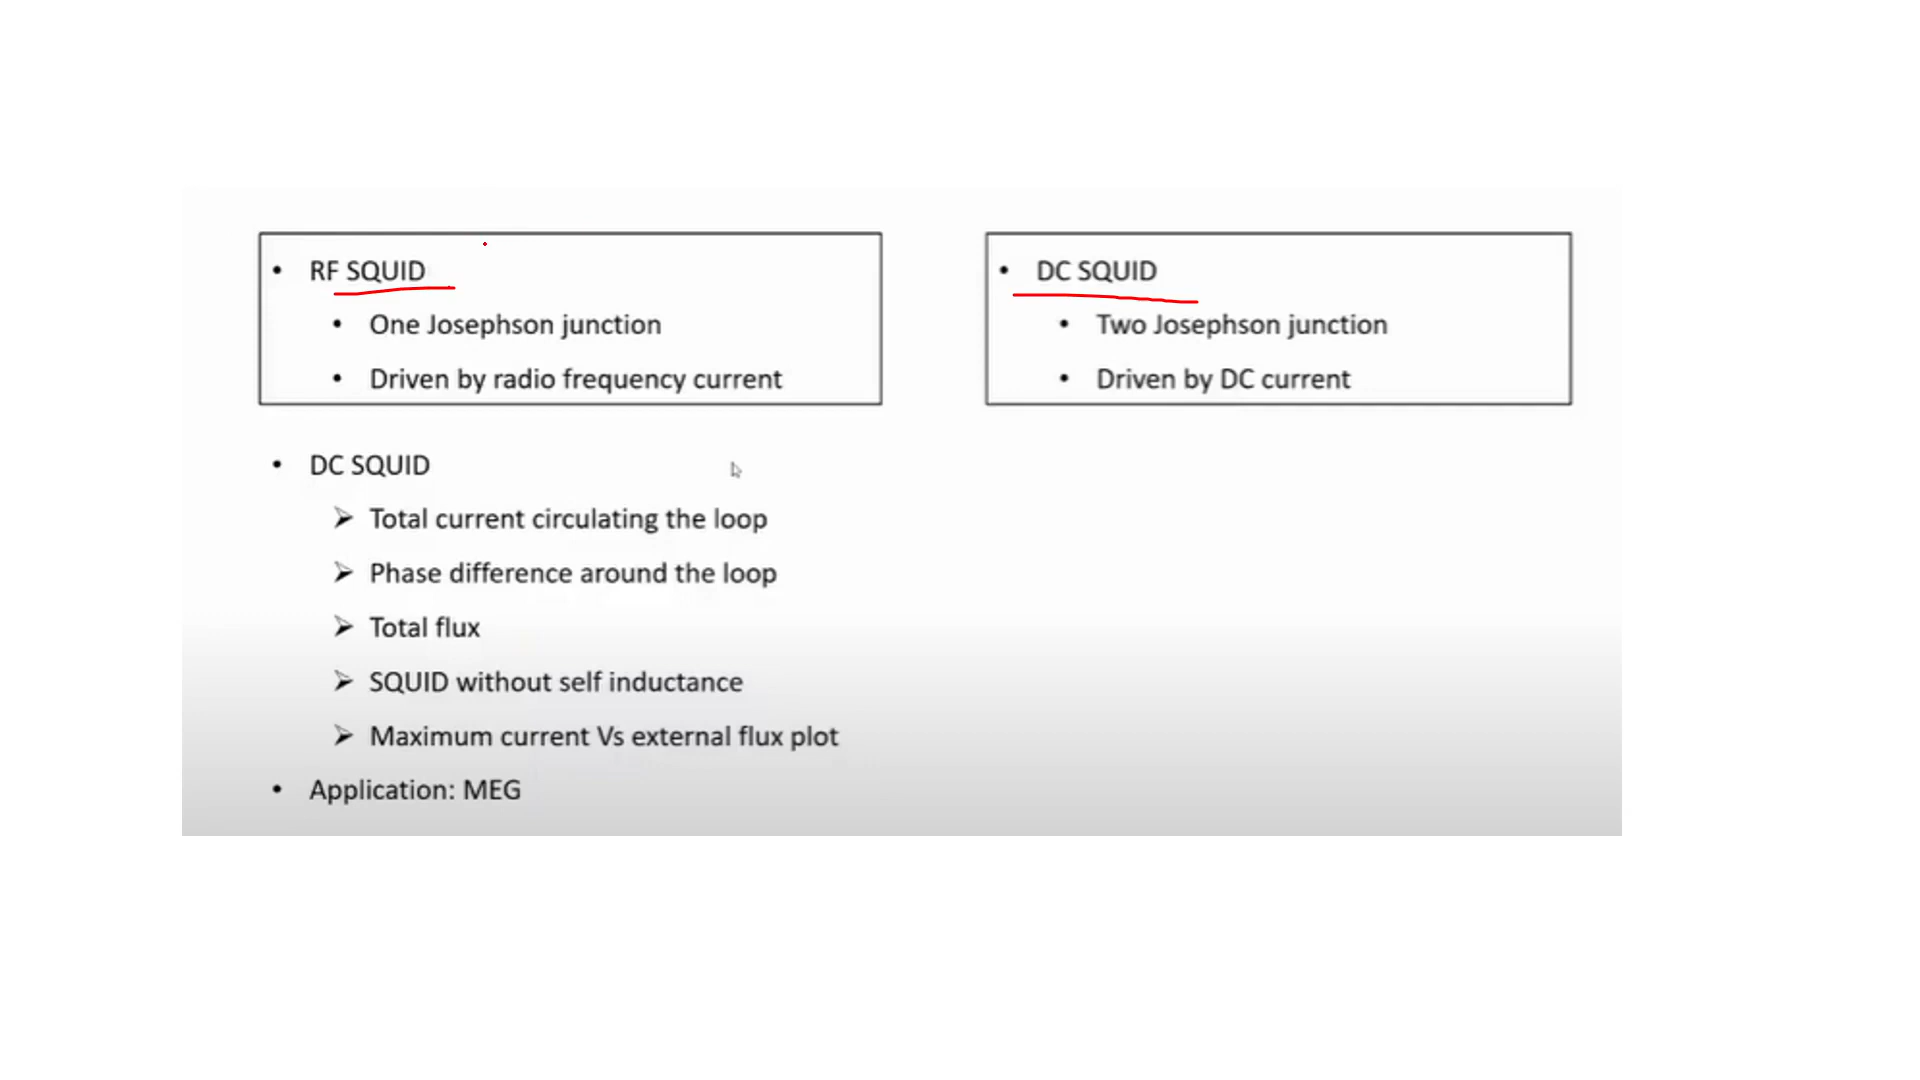 • RF SQUID
• One Josephson junction
• Driven by radio frequency current
• DC SQUID
• Two Josephson junction
• Driven by DC current
• DC SQUID
➢ Total current circulating the loop
➢ Phase difference around the loop
➢ Total flux
➢ SQUID without self inductance
➢ Maximum current Vs external flux plot
• Application: MEG